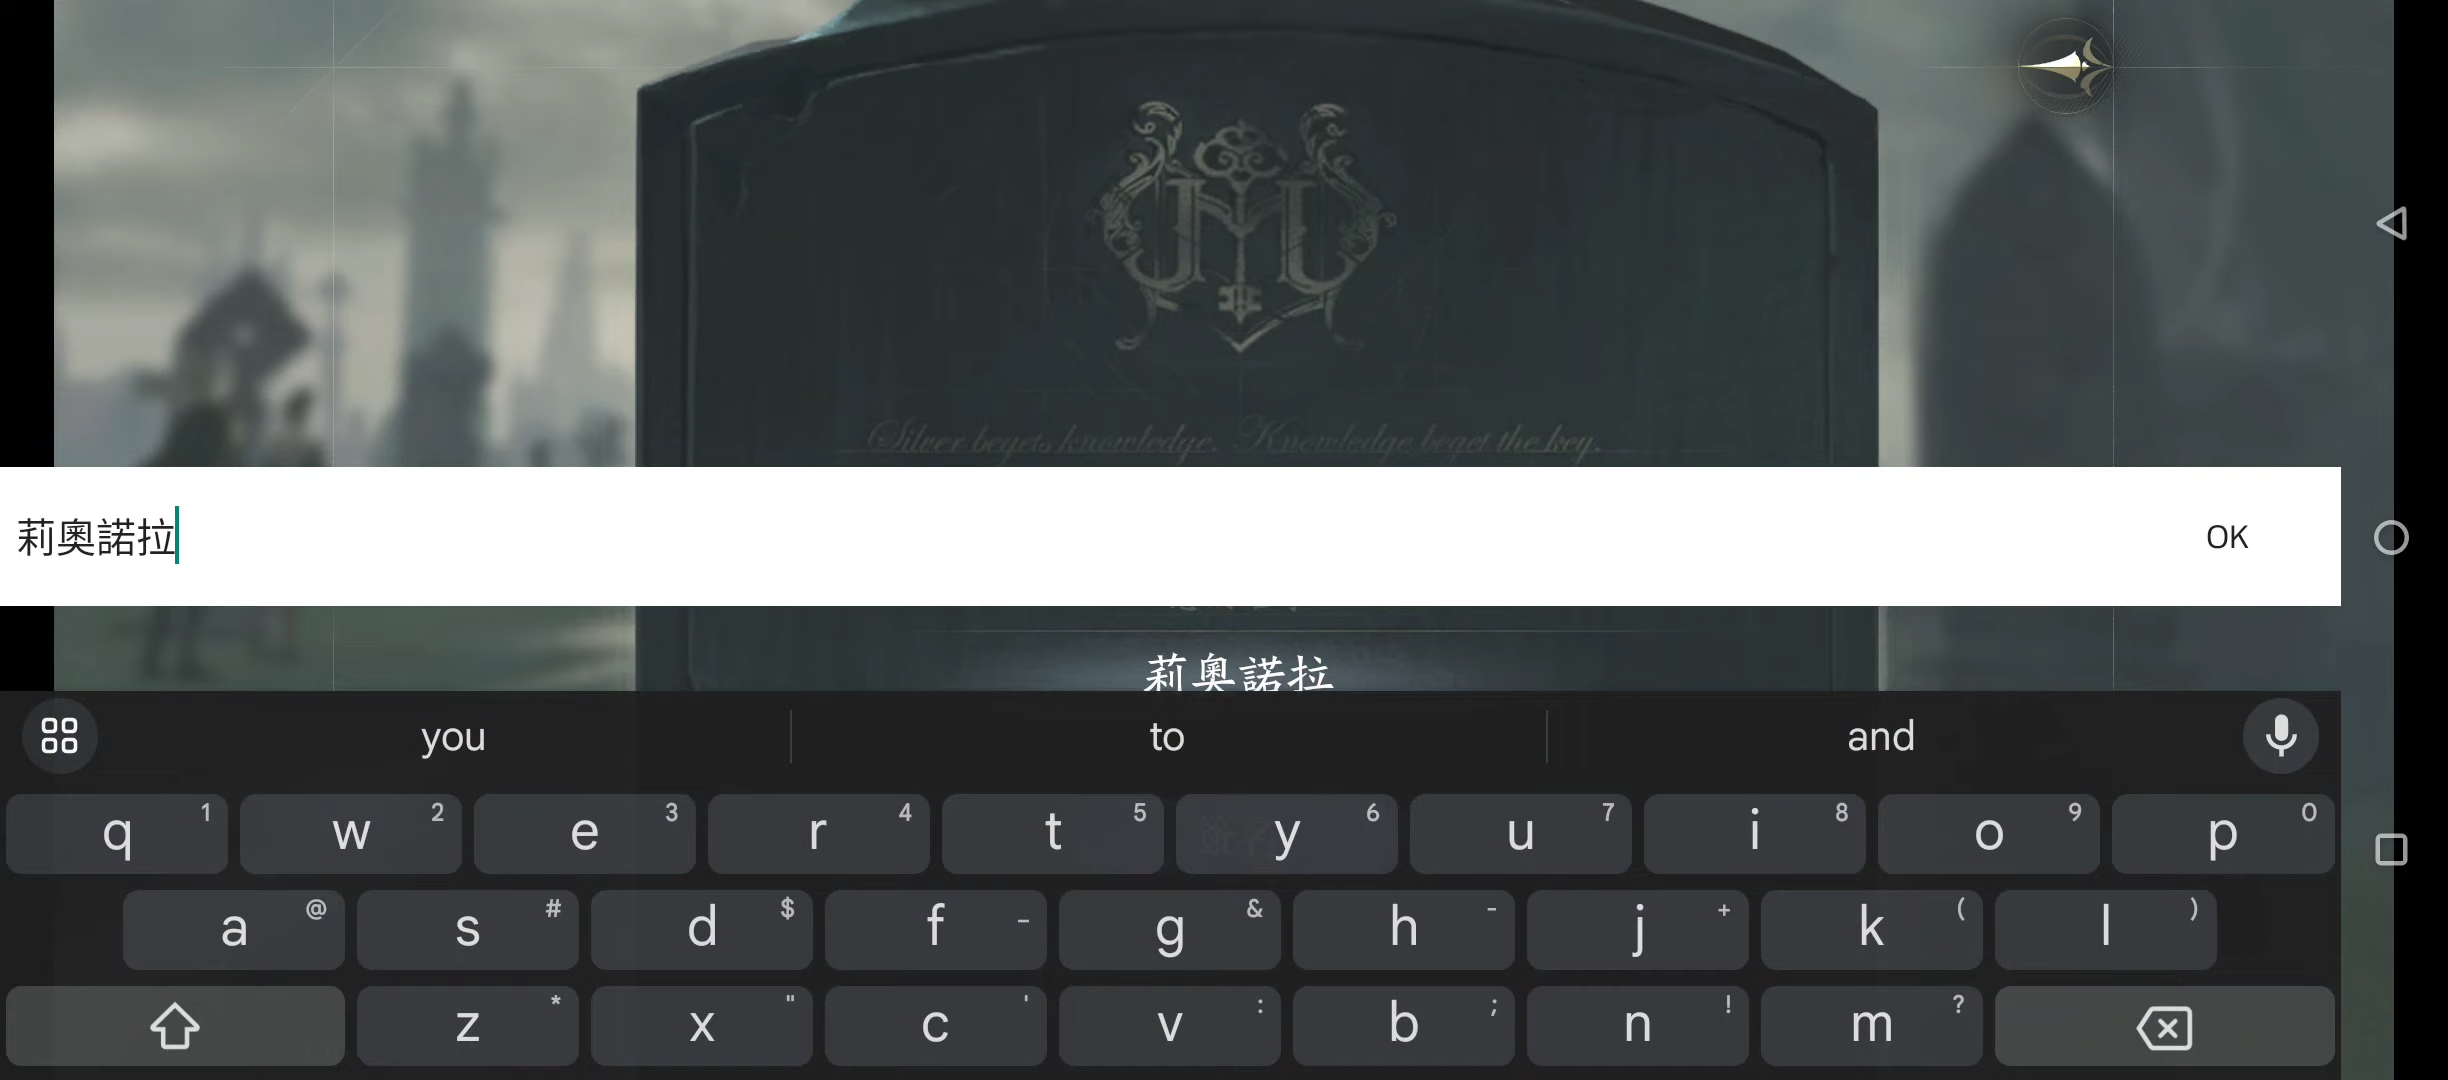 Silver begets knowledge. Knowledge beget the key.
莉奧諾拉 OK
莉奧諾拉
you to and
q 1 w 2 e 3 r 4 t 5 y 6 u 7 i 8 o 9 p 0
a @ s # d $ f _ g & h - j + k ( l )
z * x " c ' v : b ; n ! m ?